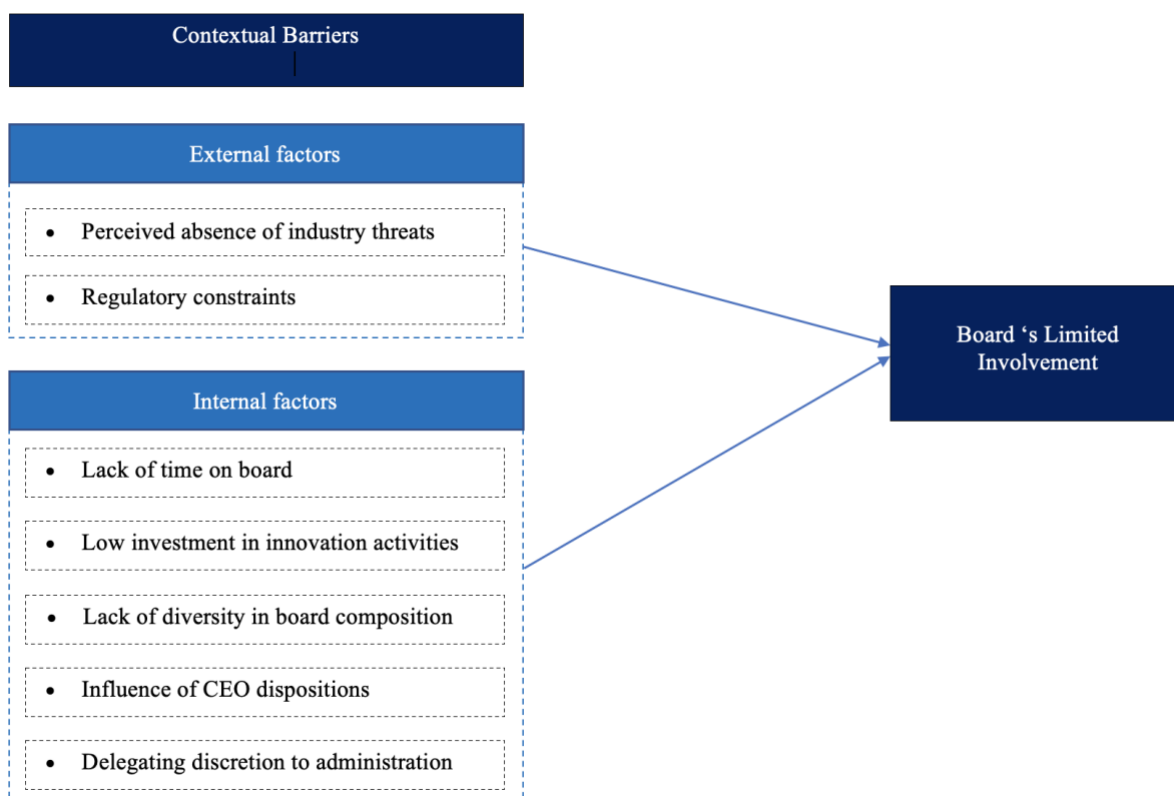 Contextual Barriers
External factors
• Perceived absence of industry threats
• Regulatory constraints
Internal factors
• Lack of time on board
• Low investment in innovation activities
• Lack of diversity in board composition
• Influence of CEO dispositions
• Delegating discretion to administration
Board ‘s Limited
Involvement